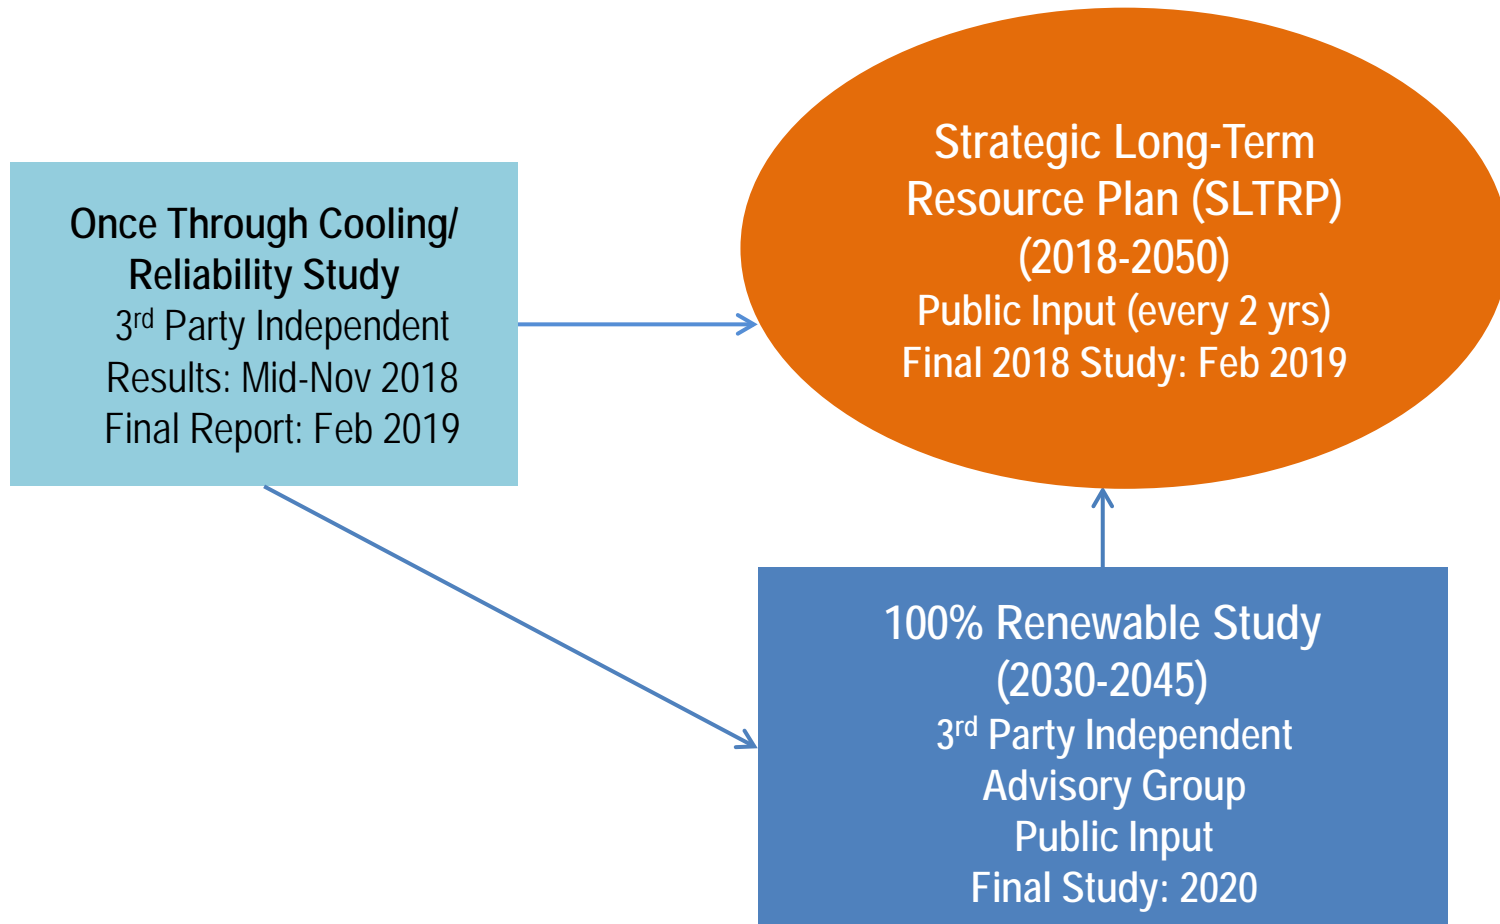 Once Through Cooling/
Reliability Study
3rd Party Independent
Results: Mid-Nov 2018
Final Report: Feb 2019
Strategic Long-Term
Resource Plan (SLTRP)
(2018-2050)
Public Input (every 2 yrs)
Final 2018 Study: Feb 2019
100% Renewable Study
(2030-2045)
3rd Party Independent
Advisory Group
Public Input
Final Study: 2020